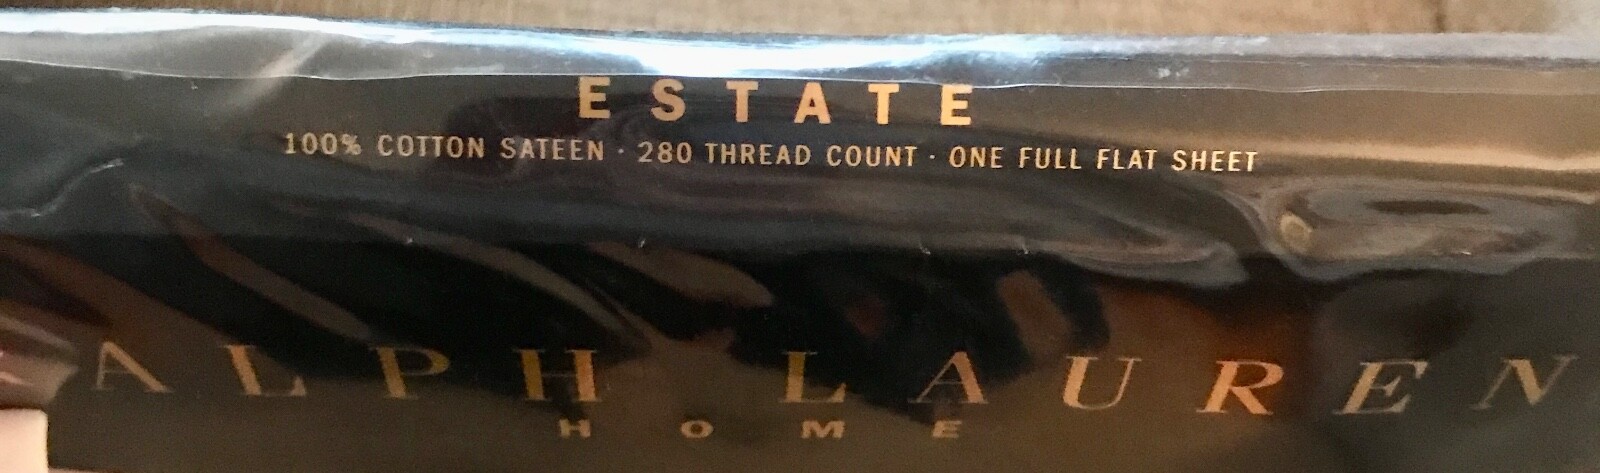 ESTATE
100% COTTON SATEEN · 280 THREAD COUNT · ONE FULL FLAT SHEET
ALPH LAUREN
HOME